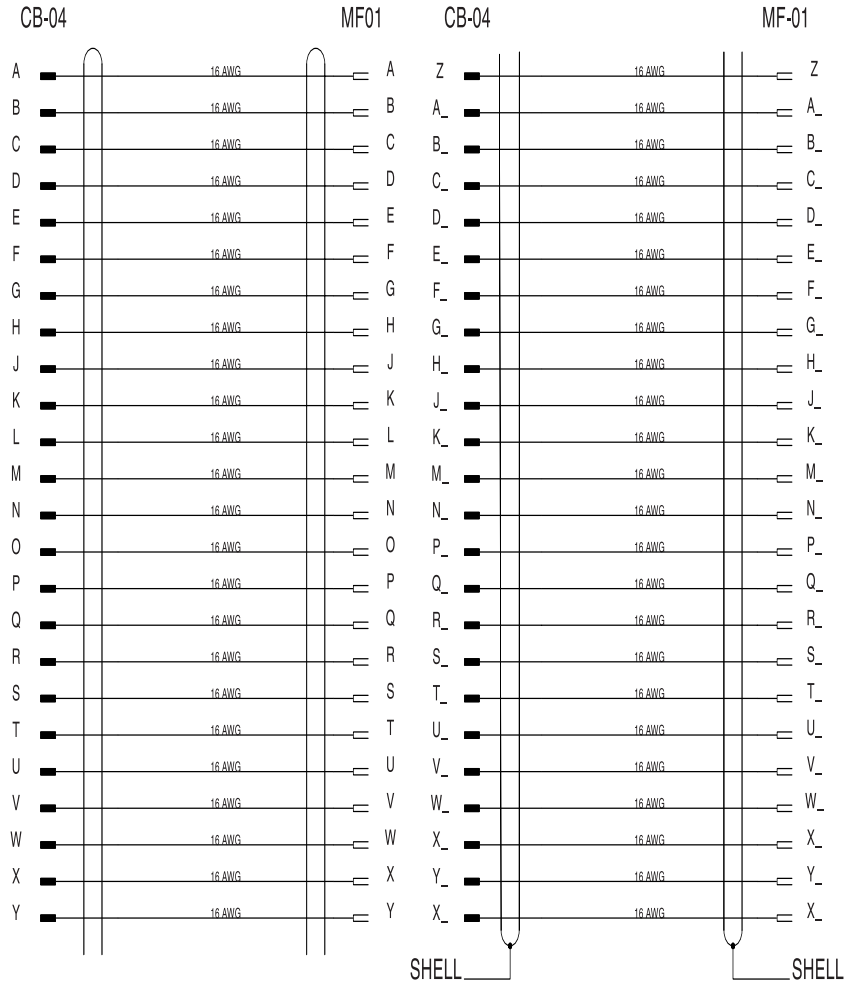 CB-04 MF01 CB-04 MF-01
A 16 AWG A Z 16 AWG Z
B 16 AWG B A_ 16 AWG A_
C 16 AWG C B_ 16 AWG B_
D 16 AWG D C_ 16 AWG C_
E 16 AWG E D_ 16 AWG D_
F 16 AWG F E_ 16 AWG E_
G 16 AWG G F_ 16 AWG F_
H 16 AWG H G_ 16 AWG G_
J 16 AWG J H_ 16 AWG H_
K 16 AWG K J_ 16 AWG J_
L 16 AWG L K_ 16 AWG K_
M 16 AWG M M_ 16 AWG M_
N 16 AWG N N_ 16 AWG N_
O 16 AWG O P_ 16 AWG P_
P 16 AWG P Q_ 16 AWG Q_
Q 16 AWG Q R_ 16 AWG R_
R 16 AWG R S_ 16 AWG S_
S 16 AWG S T_ 16 AWG T_
T 16 AWG T U_ 16 AWG U_
U 16 AWG U V_ 16 AWG V_
V 16 AWG V W_ 16 AWG W_
W 16 AWG W X_ 16 AWG X_
X 16 AWG X Y_ 16 AWG Y_
Y 16 AWG Y X_ 16 AWG X_
SHELL SHELL